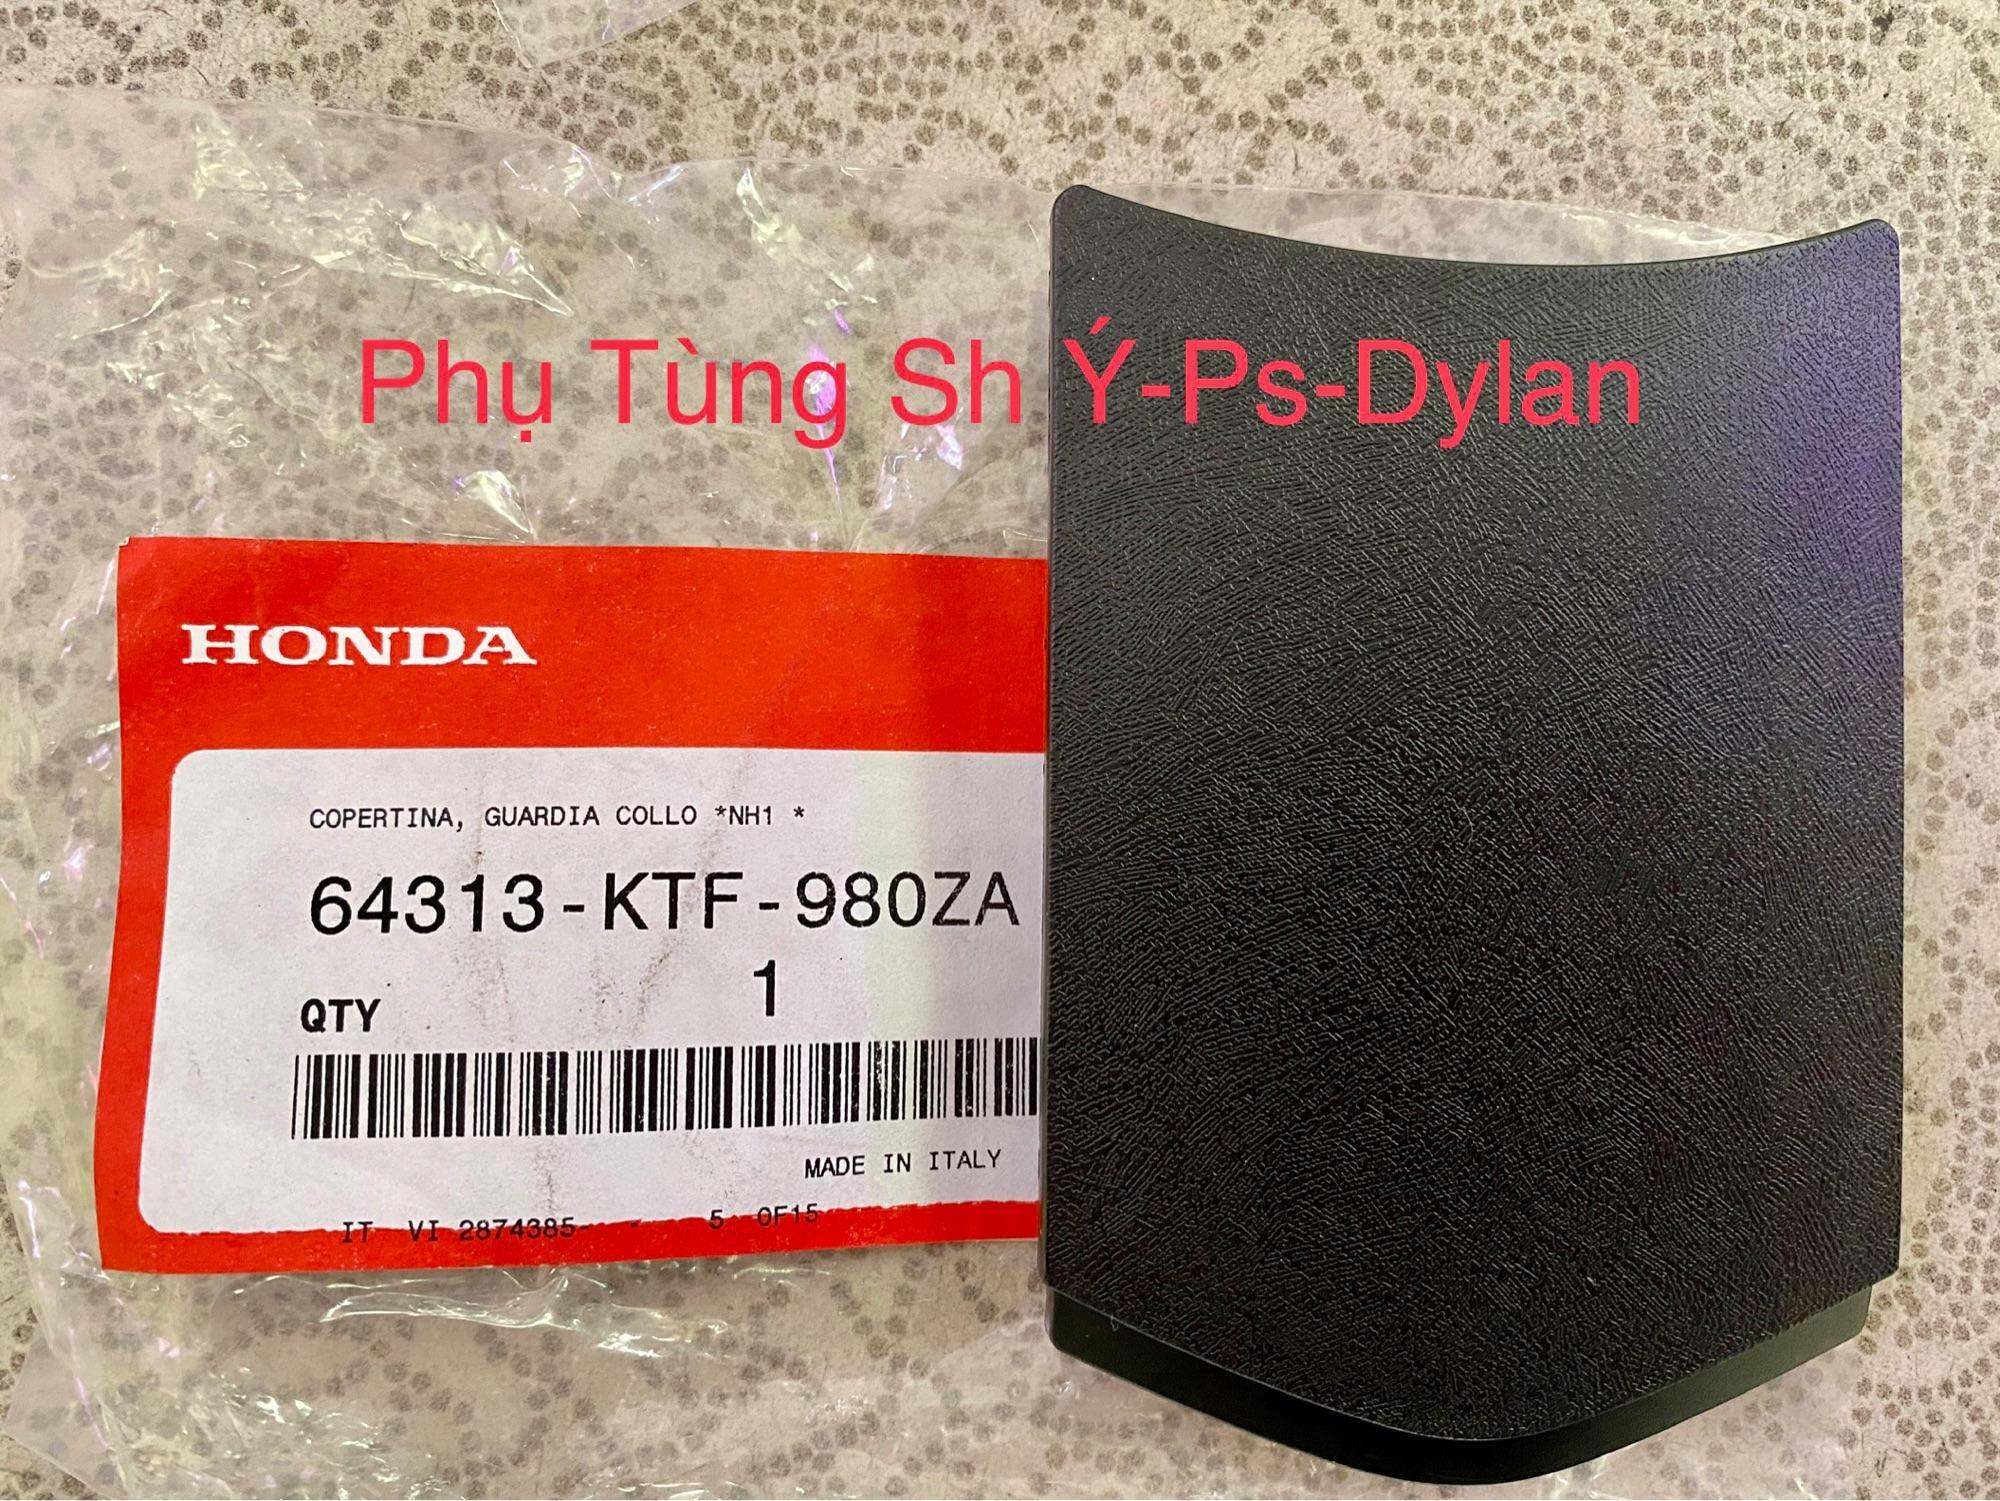 Phụ Tùng Sh Ý-Ps-Dylan
HONDA
COPERTINA, GUARDIA COLLO *NH1 *
64313-KTF-980ZA
QTY 1
MADE IN ITALY
IT VI 2874385- - 5 OF15